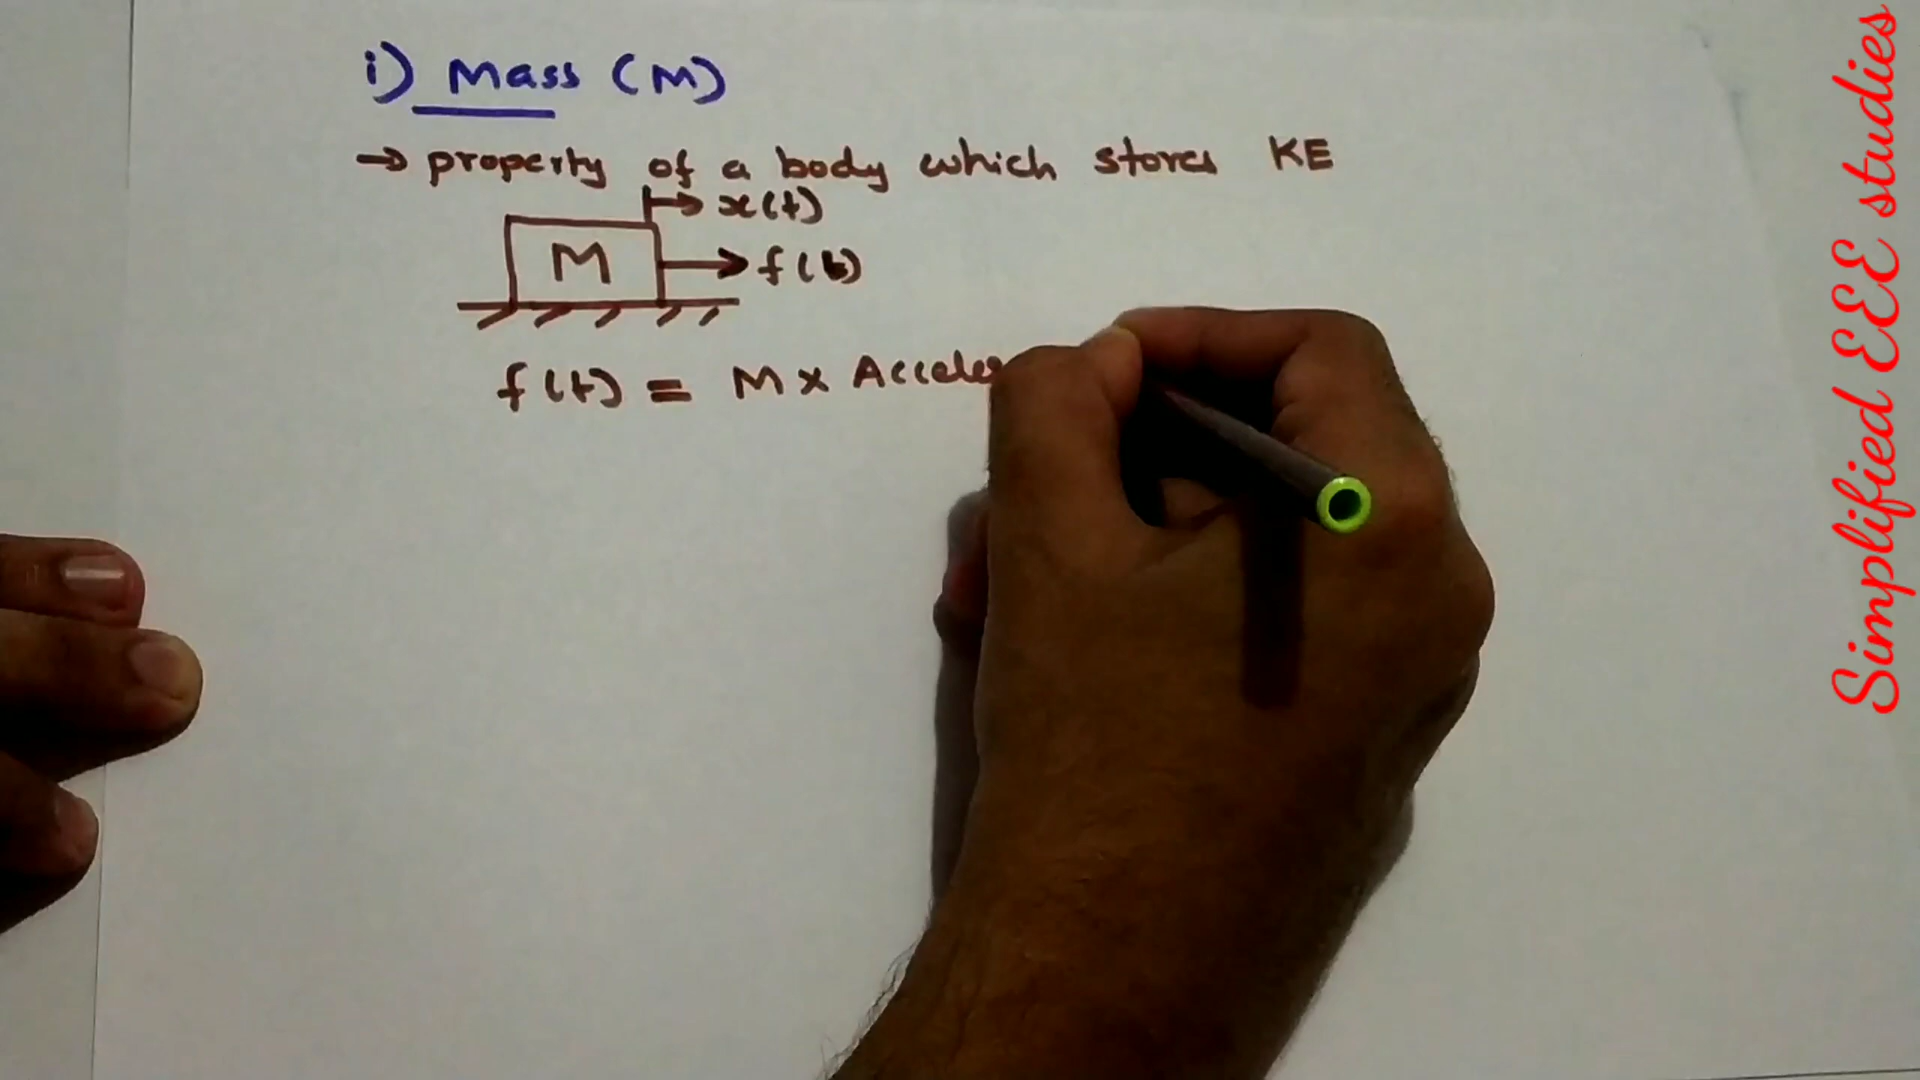 i) Mass (M)
→ property of a body which stores KE
x(t)
M
f(t)
f(t) = M x Acceler
Simplified EEE studies